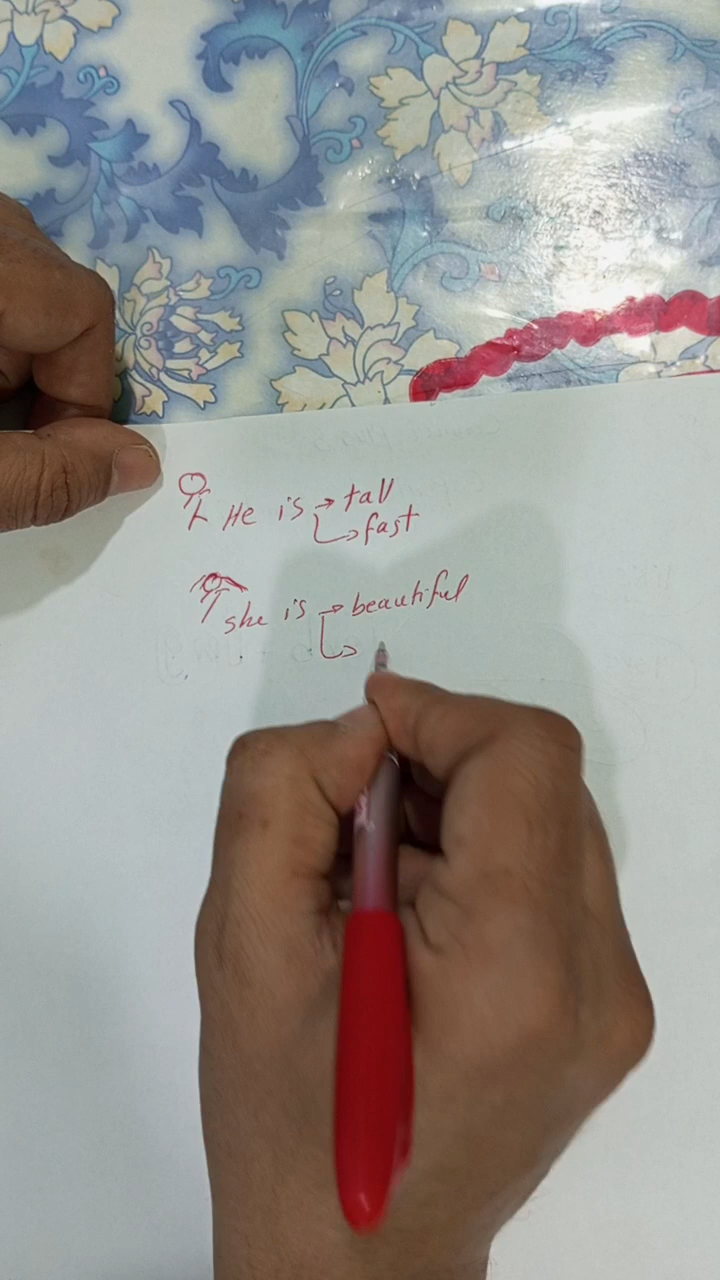 He is → tall
↳ fast
she is → beautiful
↳